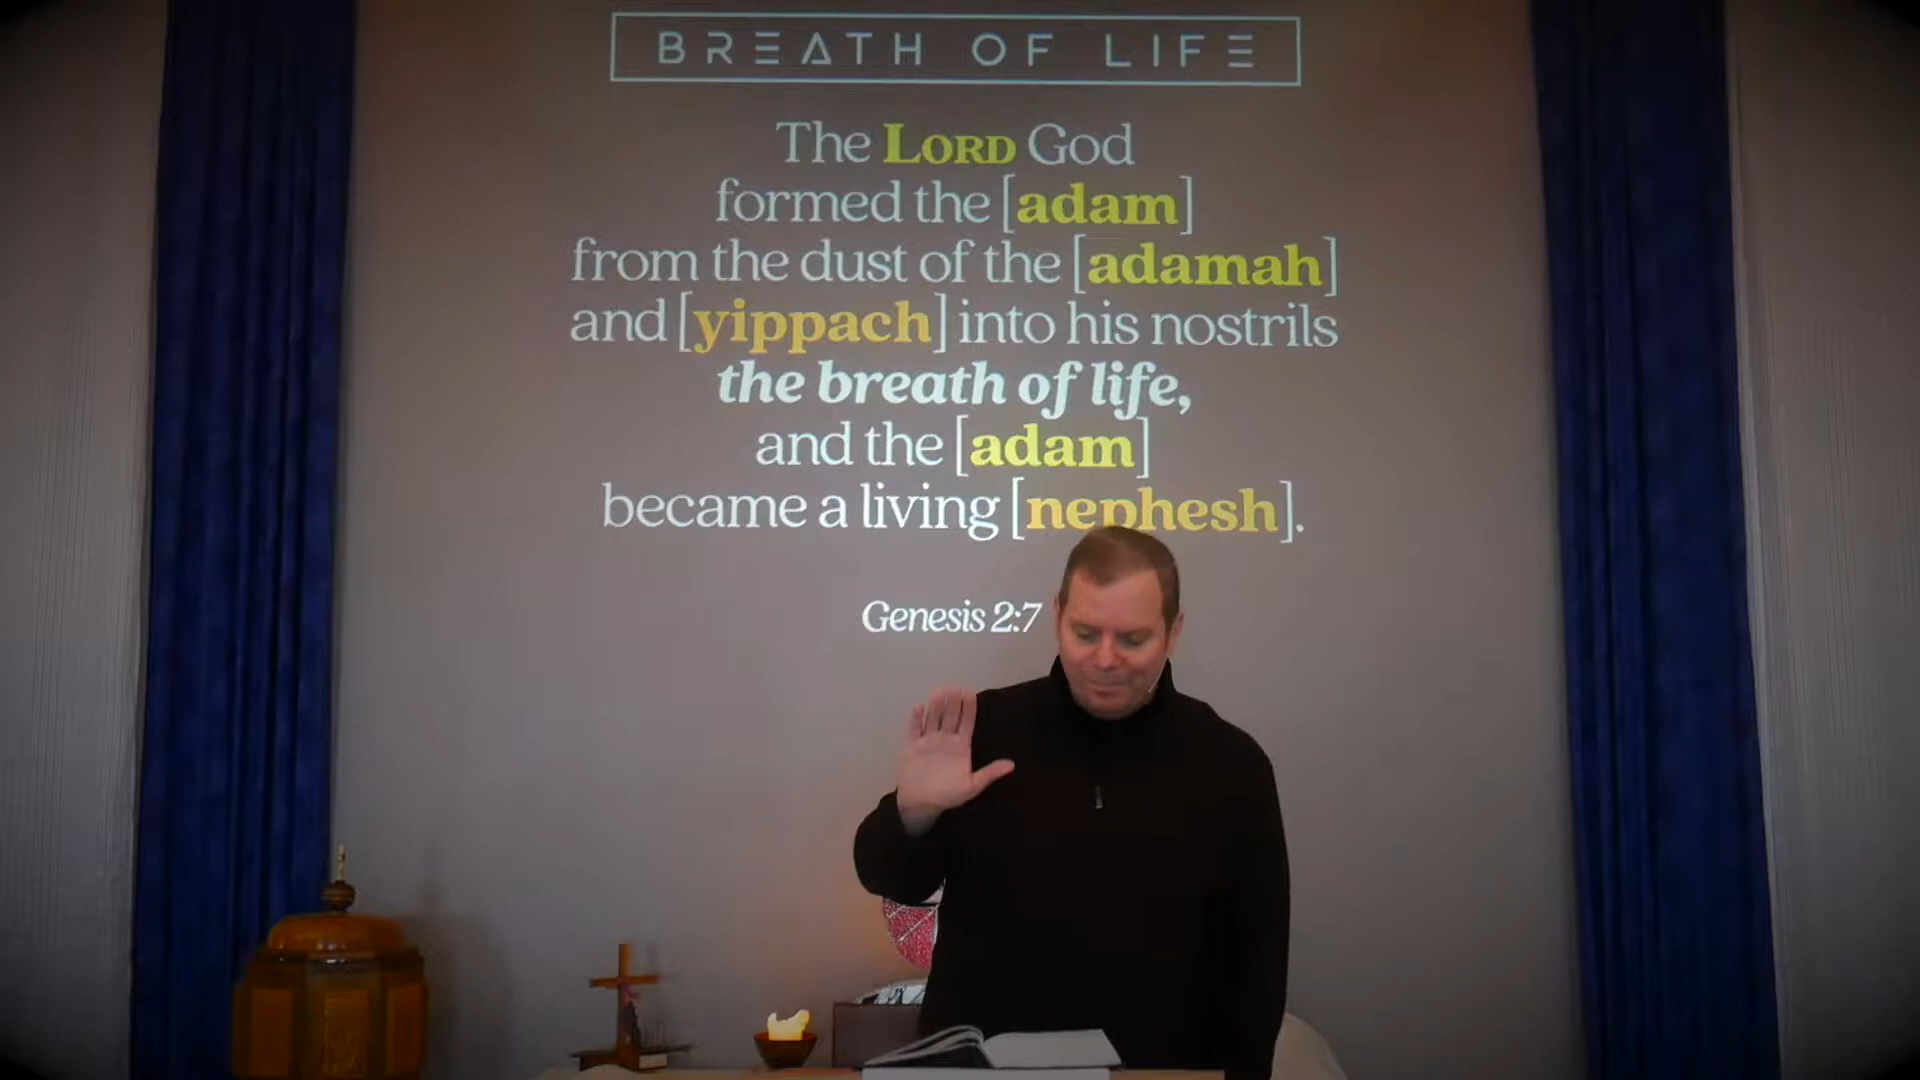 BREATH OF LIFE
The LORD God
formed the [adam]
from the dust of the [adamah]
and [yippach] into his nostrils
the breath of life,
and the [adam]
became a living [nephesh].
Genesis 2:7